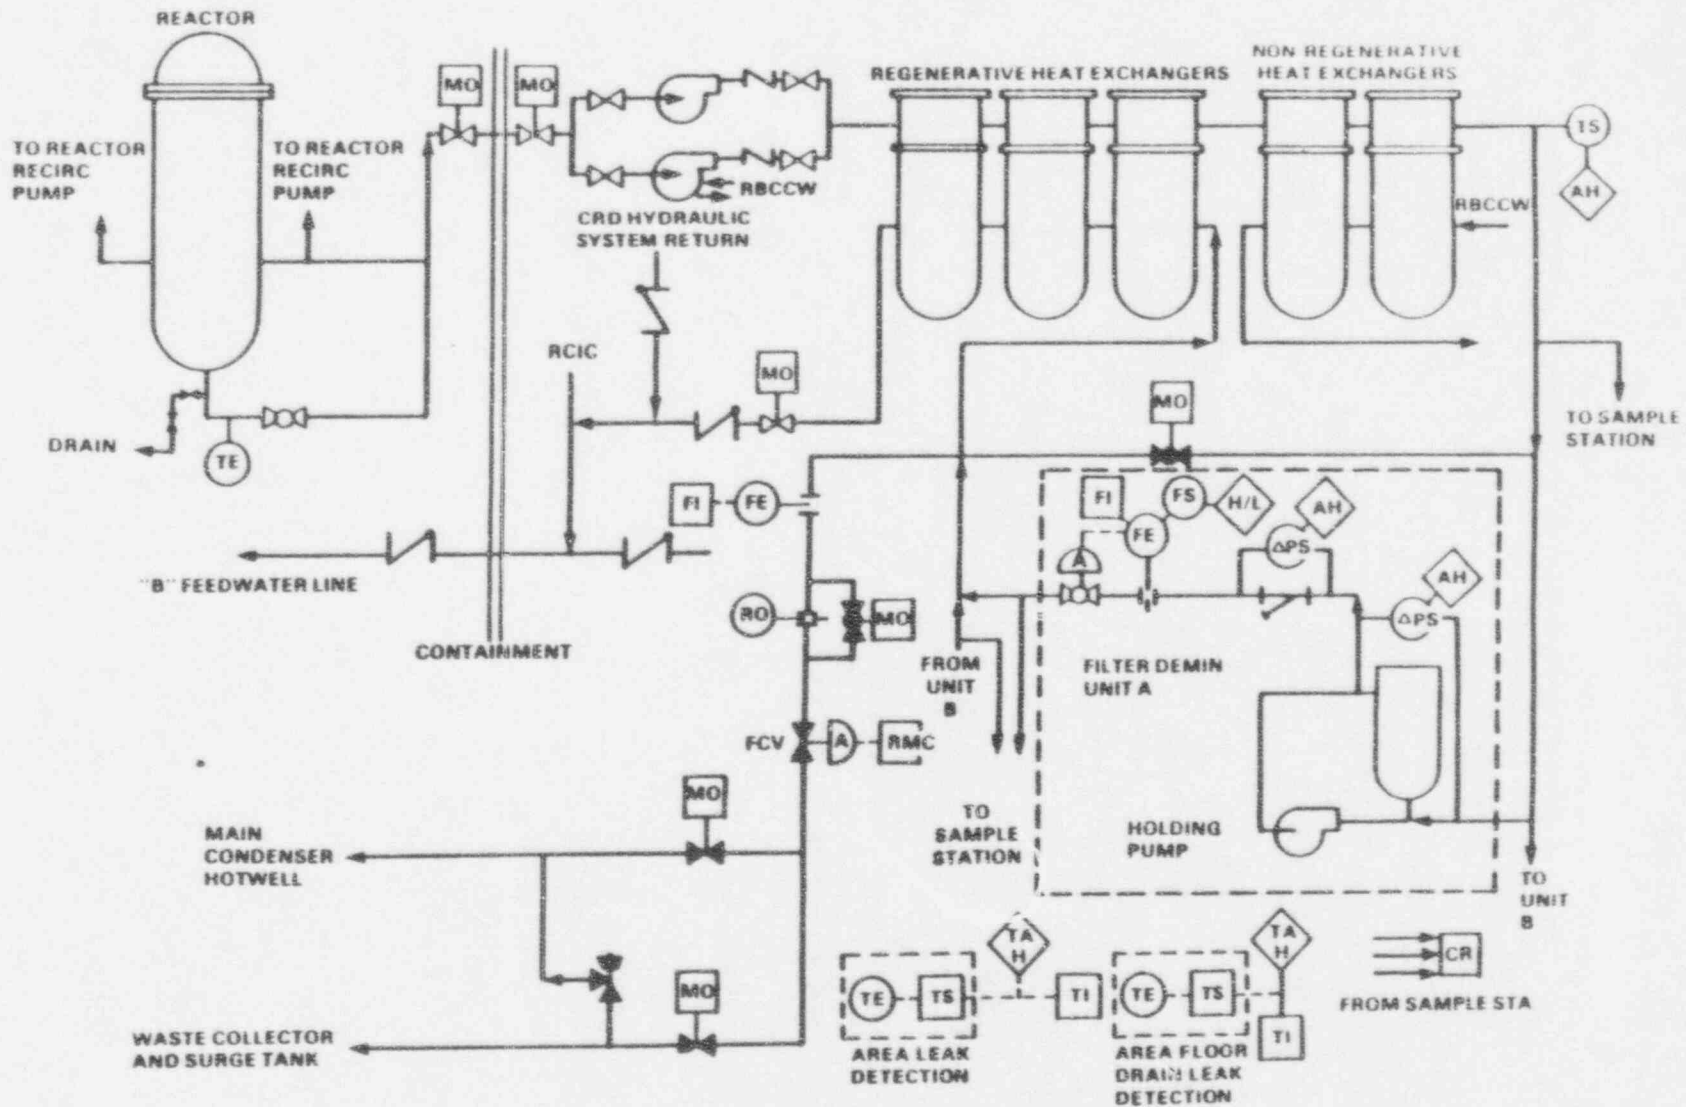 REACTOR
MO
MO
REGENERATIVE HEAT EXCHANGERS
NON REGENERATIVE
HEAT EXCHANGERS
TS
AH
TO REACTOR
RECIRC
PUMP
TO REACTOR
RECIRC
PUMP
RBCCW
CRD HYDRAULIC
SYSTEM RETURN
RBCCW
RCIC
MO
MO
TO SAMPLE
STATION
DRAIN
TE
FI
FE
FI
FS
H/L
AH
FE
ΔPS
A
AH
"B" FEEDWATER LINE
RO
MO
ΔPS
CONTAINMENT
FROM
UNIT
B
FILTER DEMIN
UNIT A
FCV
A
RMC
MO
TO
SAMPLE
STATION
HOLDING
PUMP
MAIN
CONDENSER
HOTWELL
TO
UNIT
B
MO
TA
H
TE
TS
TI
TA
H
TE
TS
TI
CR
FROM SAMPLE STA
WASTE COLLECTOR
AND SURGE TANK
AREA LEAK
DETECTION
AREA FLOOR
DRAIN LEAK
DETECTION